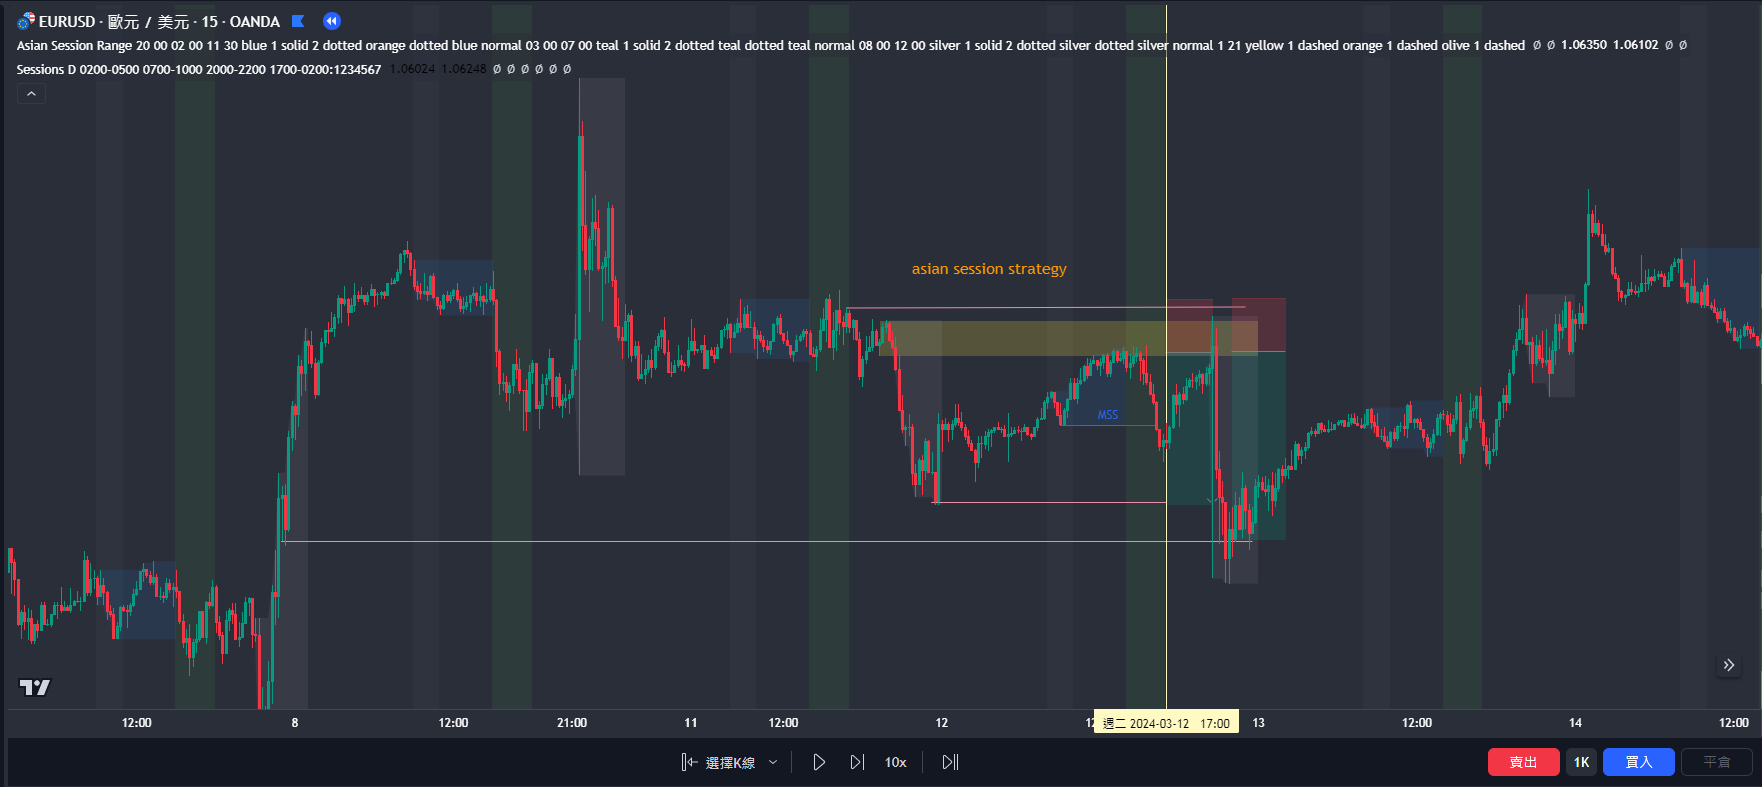 EURUSD · 歐元 / 美元 · 15 · OANDA
Asian Session Range 20 00 02 00 11 30 blue 1 solid 2 dotted orange dotted blue normal 03 00 07 00 teal 1 solid 2 dotted teal dotted teal normal 08 00 12 00 silver 1 solid 2 dotted silver dotted silver normal 1 21 yellow 1 dashed orange 1 dashed olive 1 dashed Ø Ø 1.06350 1.06102 Ø Ø
Sessions D 0200-0500 0700-1000 2000-2200 1700-0200:1234567 1.06024 1.06248 Ø Ø Ø Ø Ø Ø
asian session strategy
MSS
12:00 8 12:00 21:00 11 12:00 12 週二 2024-03-12 17:00 13 12:00 14 12:00
選擇K線 10x 賣出 1K 買入 平倉